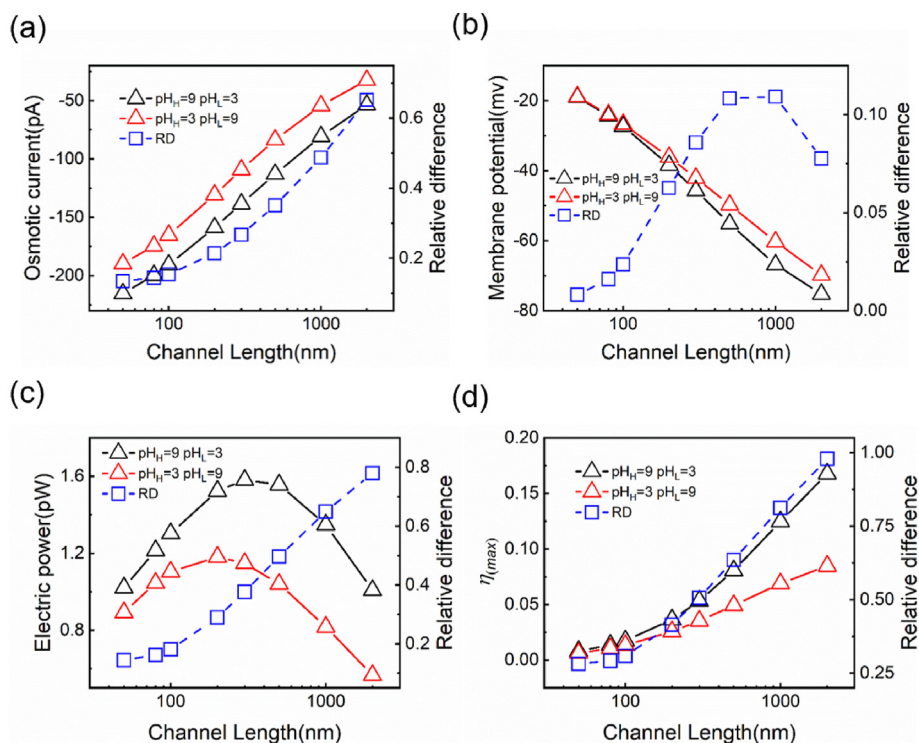 (a)
Osmotic current(pA)
-50
-100
-150
-200
pH_H=9 pH_L=3
pH_H=3 pH_L=9
RD
0.6
0.4
0.2
Relative difference
100
1000
Channel Length(nm)
(b)
Membrane potential(mv)
-20
-40
-60
-80
pH_H=9 pH_L=3
pH_H=3 pH_L=9
RD
0.10
0.05
0.00
Relative difference
100
1000
Channel Length(nm)
(c)
Electric power(pW)
1.6
1.2
0.8
pH_H=9 pH_L=3
pH_H=3 pH_L=9
RD
0.8
0.6
0.4
0.2
Relative difference
100
1000
Channel Length(nm)
(d)
η(max)
0.20
0.15
0.10
0.05
0.00
pH_H=9 pH_L=3
pH_H=3 pH_L=9
RD
1.00
0.75
0.50
0.25
Relative difference
100
1000
Channel Length(nm)